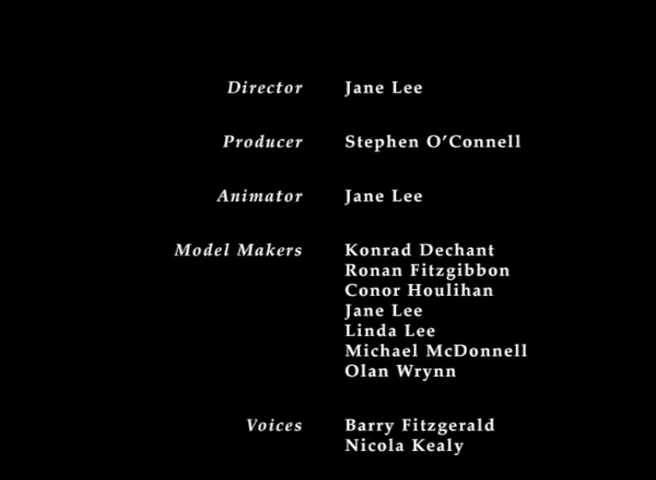 Director Jane Lee
Producer Stephen O’Connell
Animator Jane Lee
Model Makers Konrad Dechant
Ronan Fitzgibbon
Conor Houlihan
Jane Lee
Linda Lee
Michael McDonnell
Olan Wrynn
Voices Barry Fitzgerald
Nicola Kealy